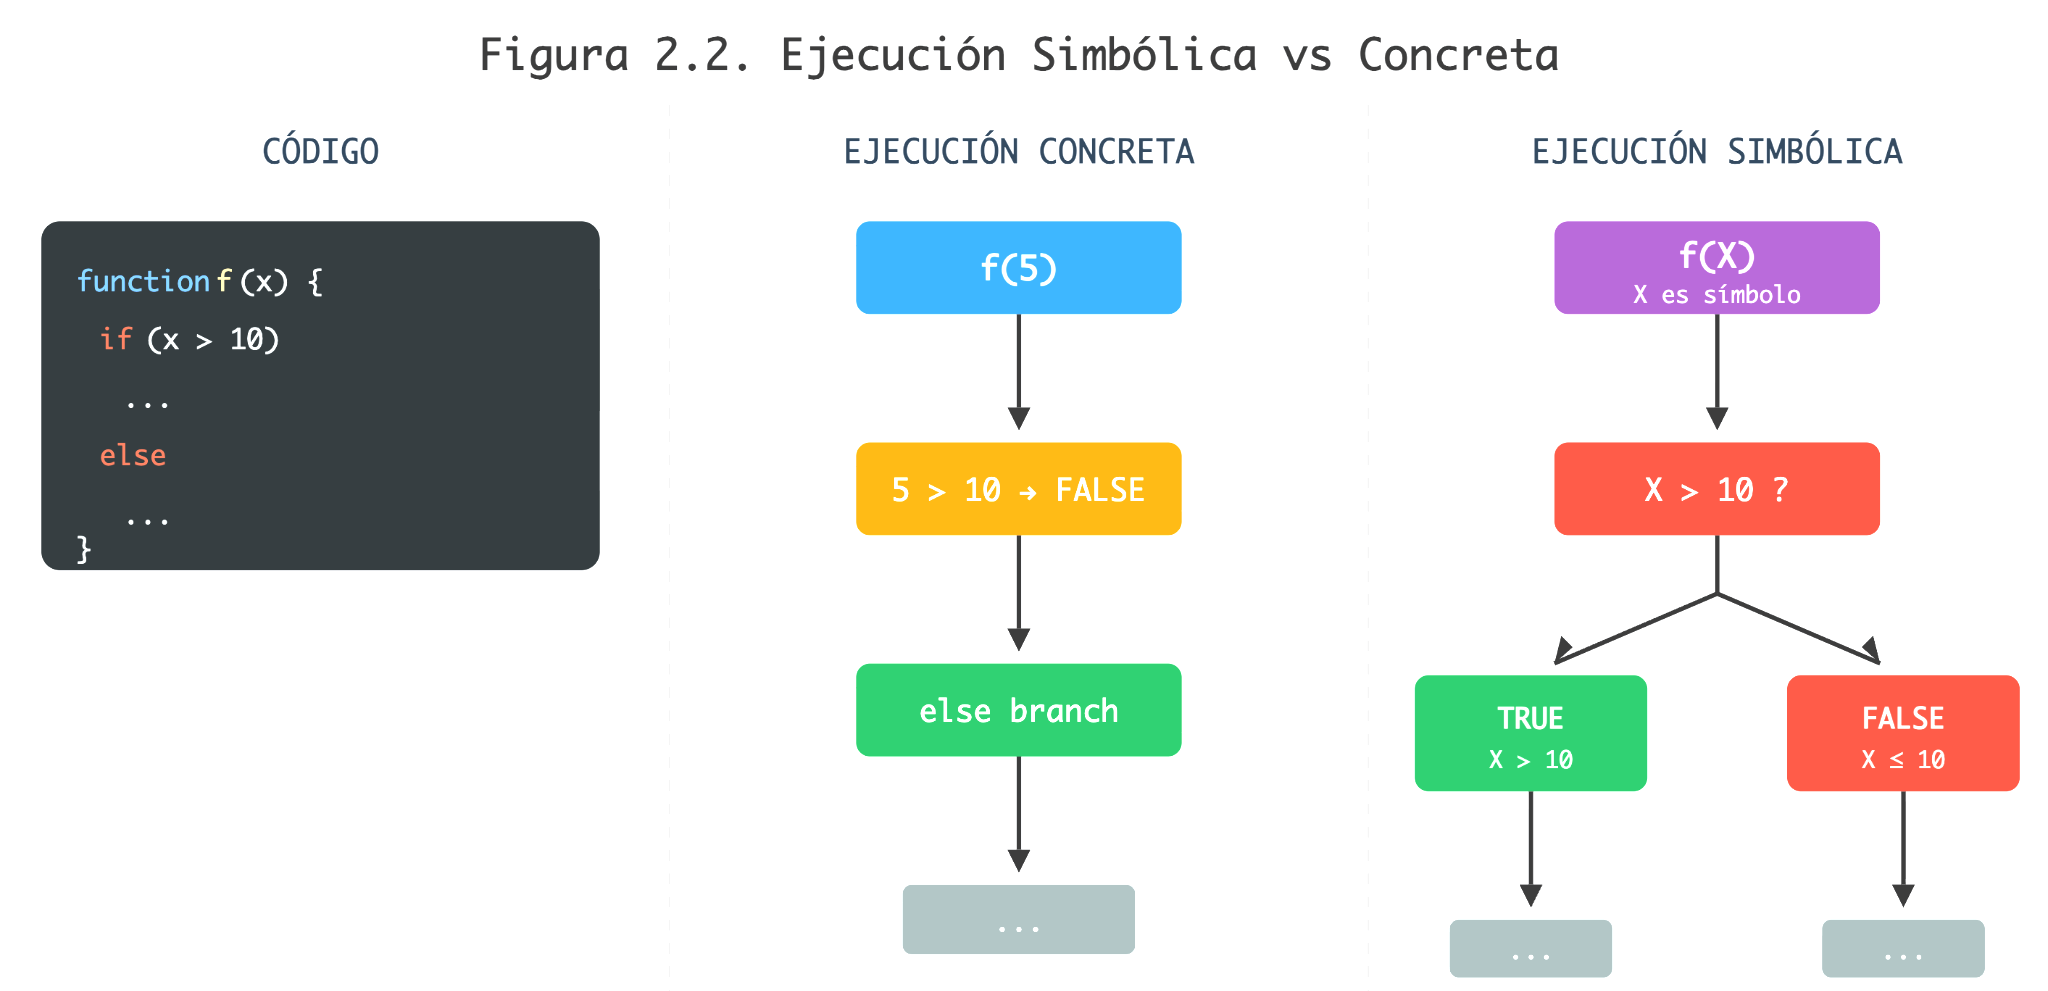 Figura 2.2. Ejecución Simbólica vs Concreta
CÓDIGO
function f (x) {
if (x > 10)
...
else
...
}
EJECUCIÓN CONCRETA
f(5)
5 > 10 → FALSE
else branch
...
EJECUCIÓN SIMBÓLICA
f(X)
X es símbolo
X > 10 ?
TRUE
X > 10
...
FALSE
X ≤ 10
...